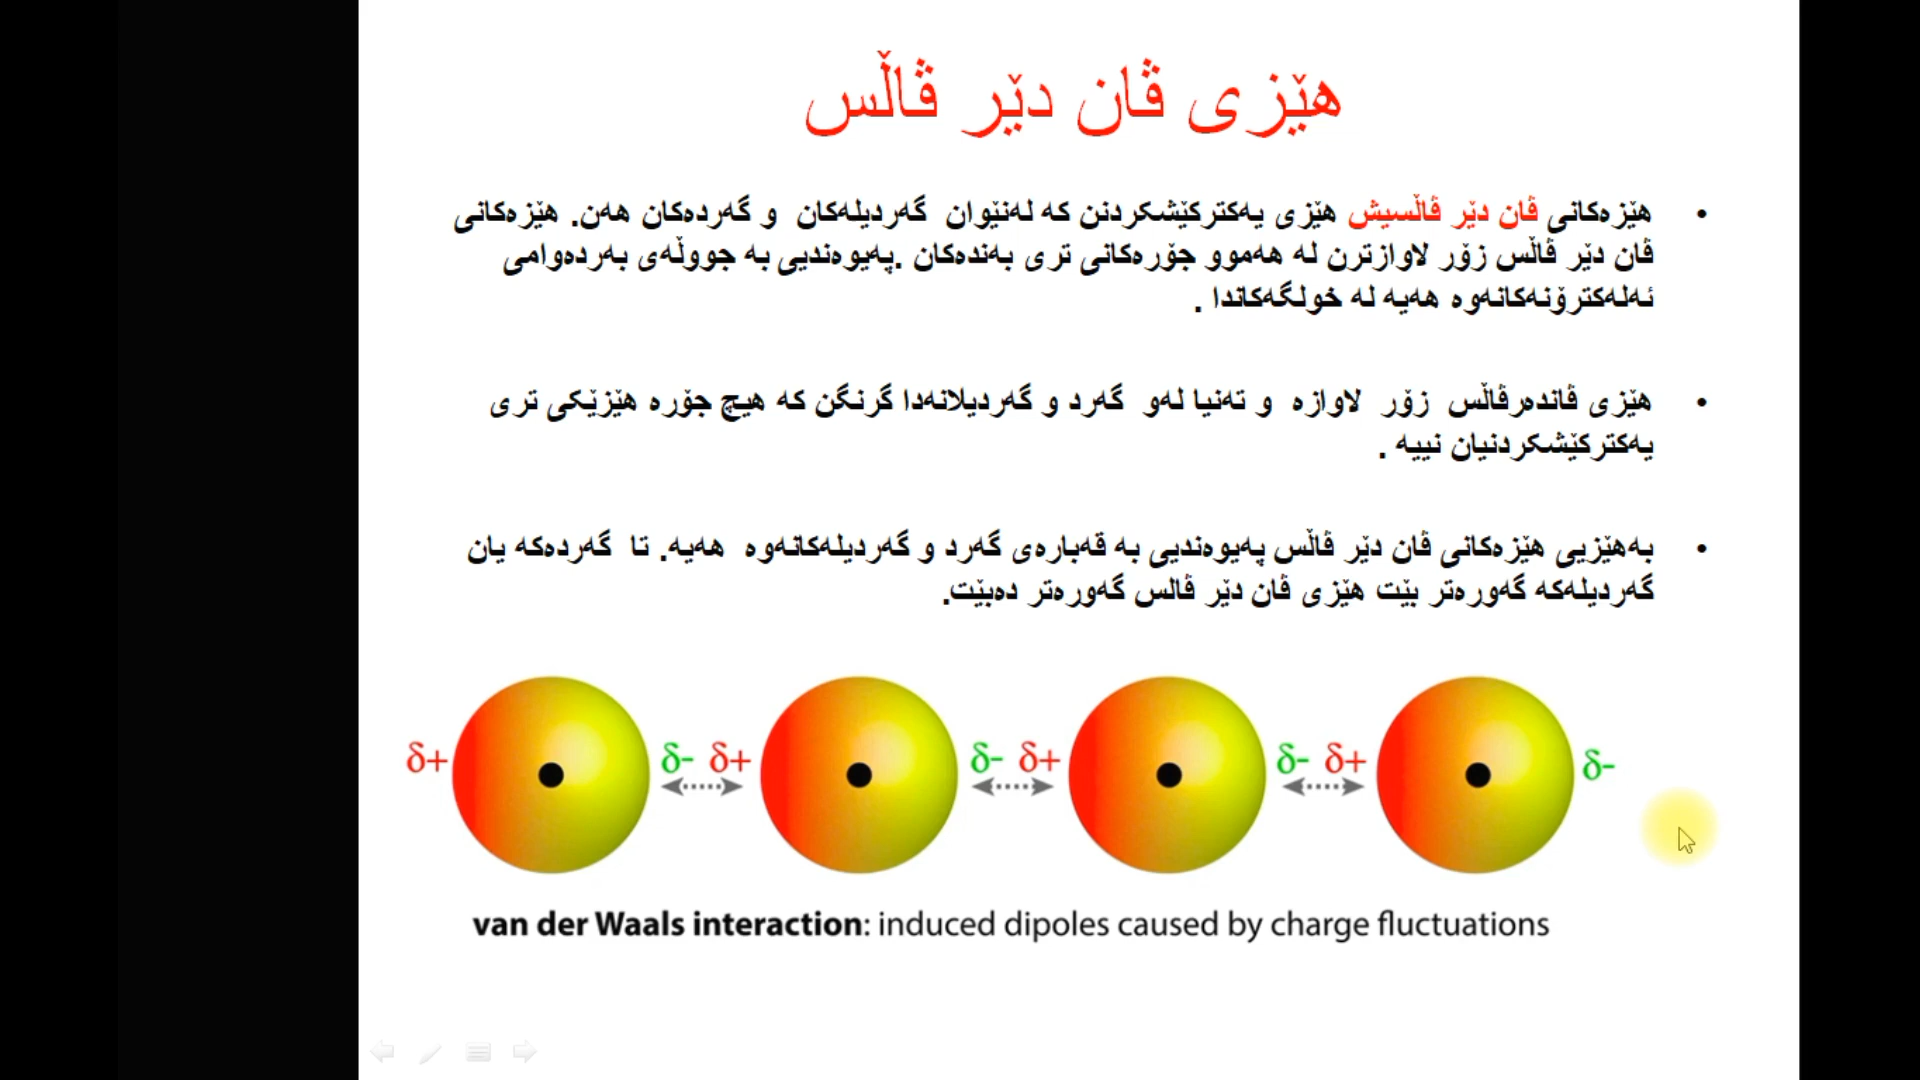 هێزی ڤان دێر ڤاڵس
• هێزەکانی ڤان دێر ڤاڵسیش هێزی یەکترکێشکردنن کە لەنێوان گەردیلەکان و گەردەکان هەن. هێزەکانی
ڤان دێر ڤاڵس زۆر لاوازترن لە هەموو جۆرەکانی تری بەندەکان .پەیوەندیی بە جووڵەی بەردەوامی
ئەلەکترۆنەکانەوە هەیە لە خولگەکاندا .
• هێزی ڤاندەرڤاڵس زۆر لاوازە و تەنیا لەو گەرد و گەردیلانەدا گرنگن کە هیچ جۆرە هێزێکی تری
یەکترکێشکردنیان نییە .
• بەهێزیی هێزەکانی ڤان دێر ڤاڵس پەیوەندیی بە قەبارەی گەرد و گەردیلەکانەوە هەیە. تا گەردەکە یان
گەردیلەکە گەورەتر بێت هێزی ڤان دێر ڤالس گەورەتر دەبێت.
δ+ δ- δ+ δ- δ+ δ- δ+ δ-
van der Waals interaction: induced dipoles caused by charge fluctuations